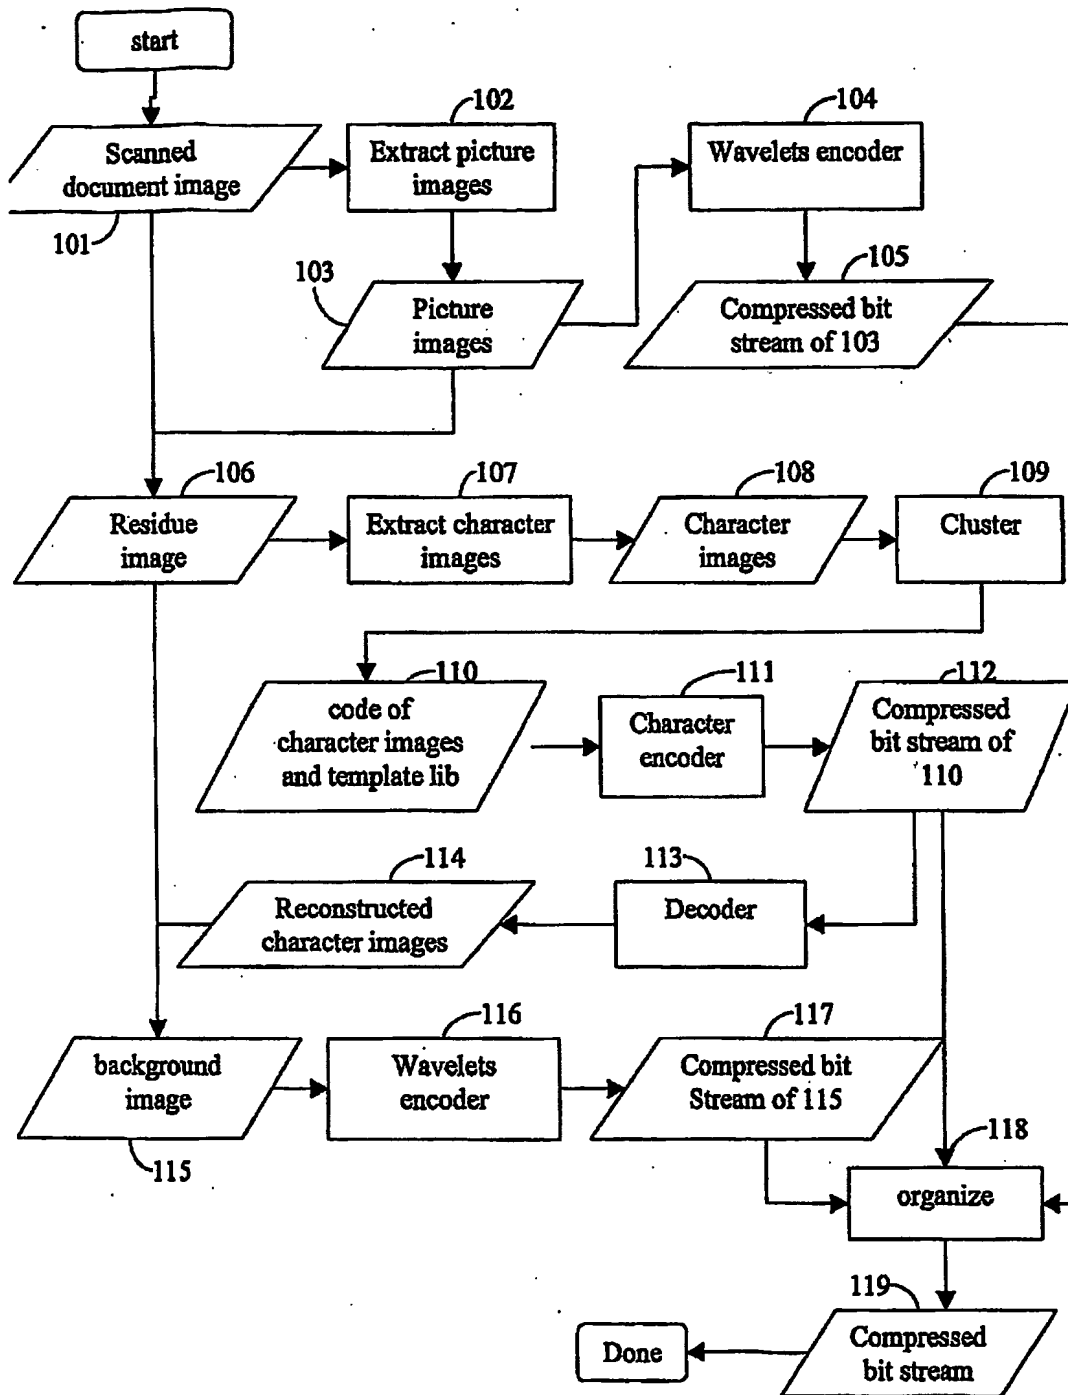 start
102
104
Scanned
document image
Extract picture
images
Wavelets encoder
101
103
105
Picture
images
Compressed bit
stream of 103
106
107
108
109
Residue
image
Extract character
images
Character
images
Cluster
110
111
112
code of
character images
and template lib
Character
encoder
Compressed
bit stream of
110
114
113
Reconstructed
character images
Decoder
116
117
background
image
Wavelets
encoder
Compressed bit
Stream of 115
115
118
organize
119
Done
Compressed
bit stream